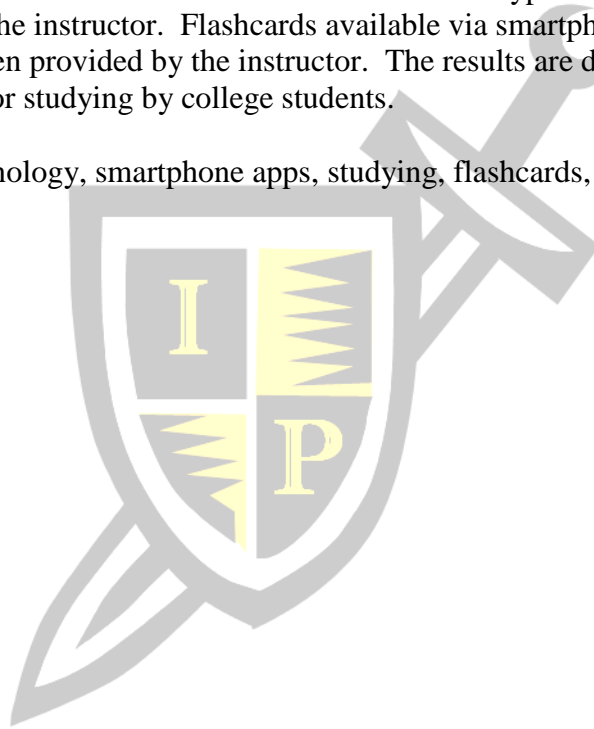 he instructor. Flashcards available via smartph
en provided by the instructor. The results are d
or studying by college students.
nology, smartphone apps, studying, flashcards,
I
P